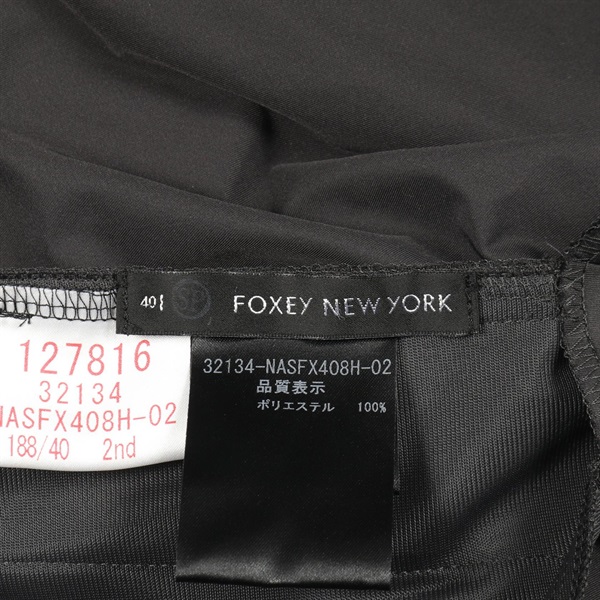 40 SP FOXEY NEW YORK
127816
32134
NASFX408H-02
188/40 2nd
32134-NASFX408H-02
品質表示
ポリエステル 100%